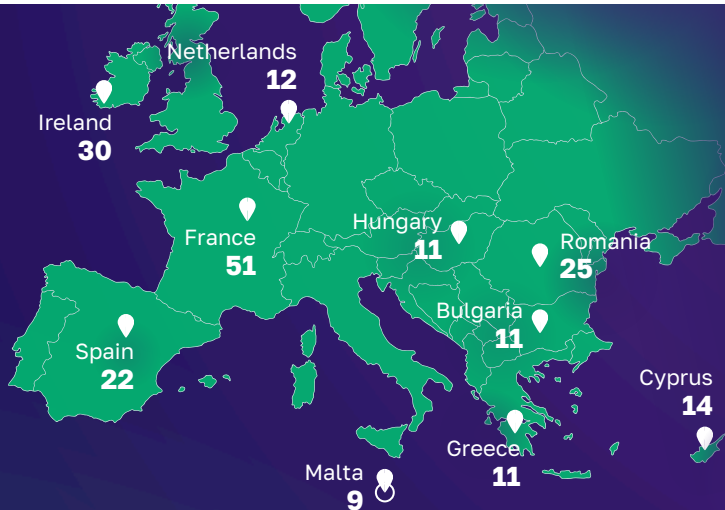 Netherlands
12
Ireland
30
France
51
Hungary
11
Romania
25
Bulgaria
11
Spain
22
Cyprus
14
Greece
11
Malta
9